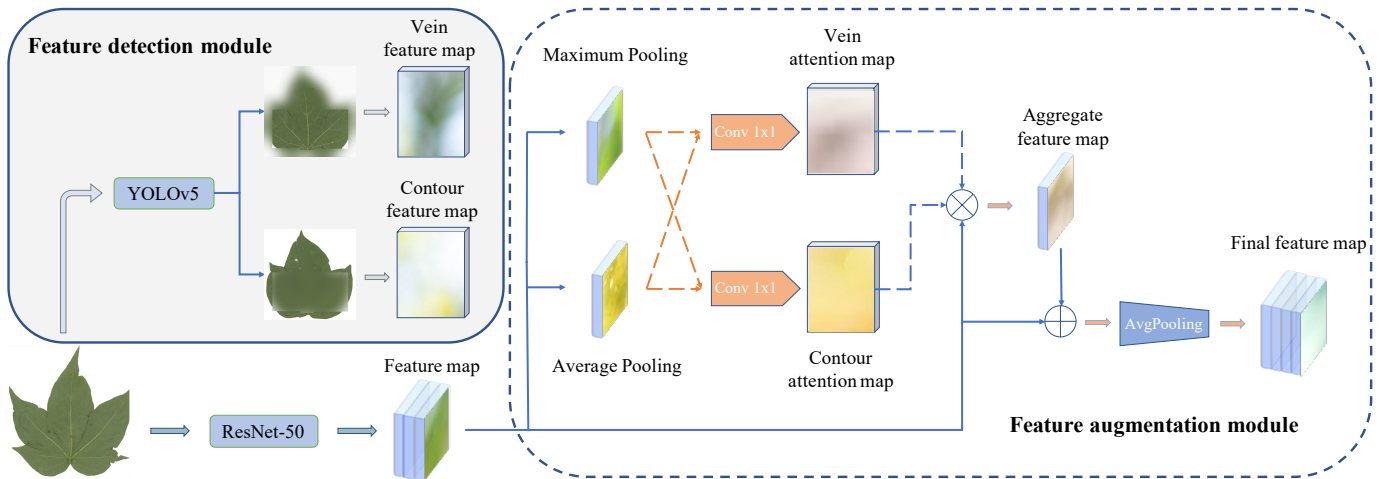 Feature detection module
Vein
feature map
YOLOv5
Contour
feature map
Maximum Pooling
Average Pooling
Conv 1x1
Conv 1x1
Vein
attention map
Contour
attention map
Aggregate
feature map
Final feature map
AvgPooling
Feature augmentation module
ResNet-50
Feature map